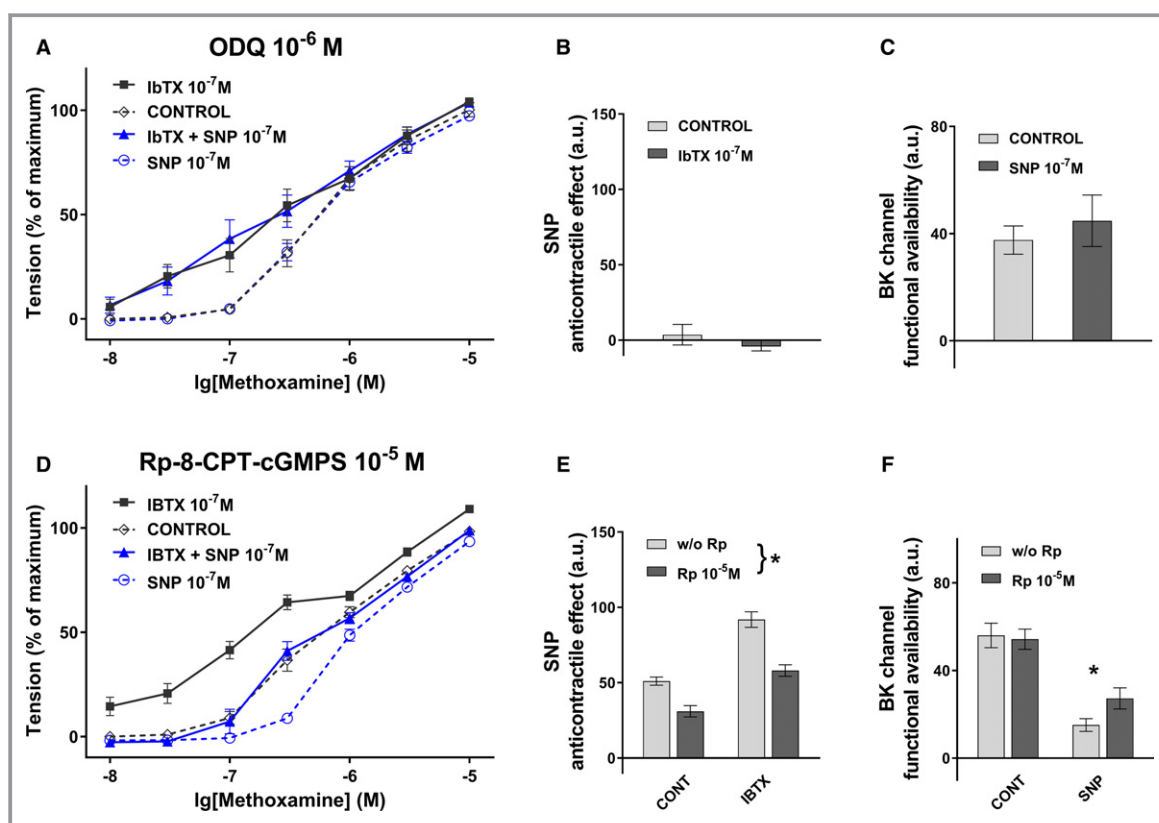 A
ODQ 10⁻⁶ M
IbTX 10⁻⁷M
CONTROL
IbTX + SNP 10⁻⁷M
SNP 10⁻⁷M
Tension (% of maximum)
100
50
0
-8
-7
-6
-5
lg[Methoxamine] (M)
B
CONTROL
IbTX 10⁻⁷M
SNP
anticontractile effect (a.u.)
150
100
50
0
C
CONTROL
SNP 10⁻⁷M
BK channel
functional availability (a.u.)
80
40
0
D
Rp-8-CPT-cGMPS 10⁻⁵ M
IBTX 10⁻⁷M
CONTROL
IBTX + SNP 10⁻⁷M
SNP 10⁻⁷M
Tension (% of maximum)
100
50
0
-8
-7
-6
-5
lg[Methoxamine] (M)
E
w/o Rp
Rp 10⁻⁵M
} *
SNP
anticontractile effect (a.u.)
150
100
50
0
CONT
IBTX
F
w/o Rp
Rp 10⁻⁵M
*
BK channel
functional availability (a.u.)
80
40
0
CONT
SNP